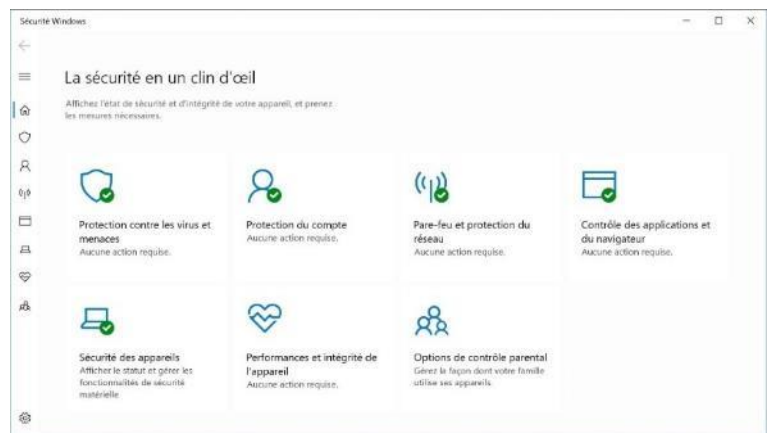 Sécurité Windows
La sécurité en un clin d'œil
Affichez l'état de sécurité et d'intégrité de votre appareil, et prenez
les mesures nécessaires.
Protection contre les virus et
menaces
Aucune action requise.
Protection du compte
Aucune action requise.
Pare-feu et protection du
réseau
Aucune action requise.
Contrôle des applications et
du navigateur
Aucune action requise.
Sécurité des appareils
Afficher le statut et gérer les
fonctionnalités de sécurité
matérielle
Performances et intégrité de
l'appareil
Aucune action requise.
Options de contrôle parental
Gérez la façon dont votre famille
utilise ses appareils